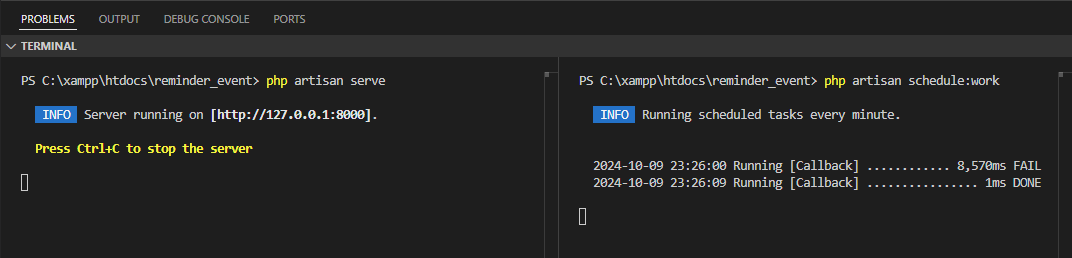 PROBLEMS OUTPUT DEBUG CONSOLE PORTS
TERMINAL
PS C:\xampp\htdocs\reminder_event> php artisan serve
INFO Server running on [http://127.0.0.1:8000].
Press Ctrl+C to stop the server
PS C:\xampp\htdocs\reminder_event> php artisan schedule:work
INFO Running scheduled tasks every minute.
2024-10-09 23:26:00 Running [Callback] ............ 8,570ms FAIL
2024-10-09 23:26:09 Running [Callback] ................ 1ms DONE